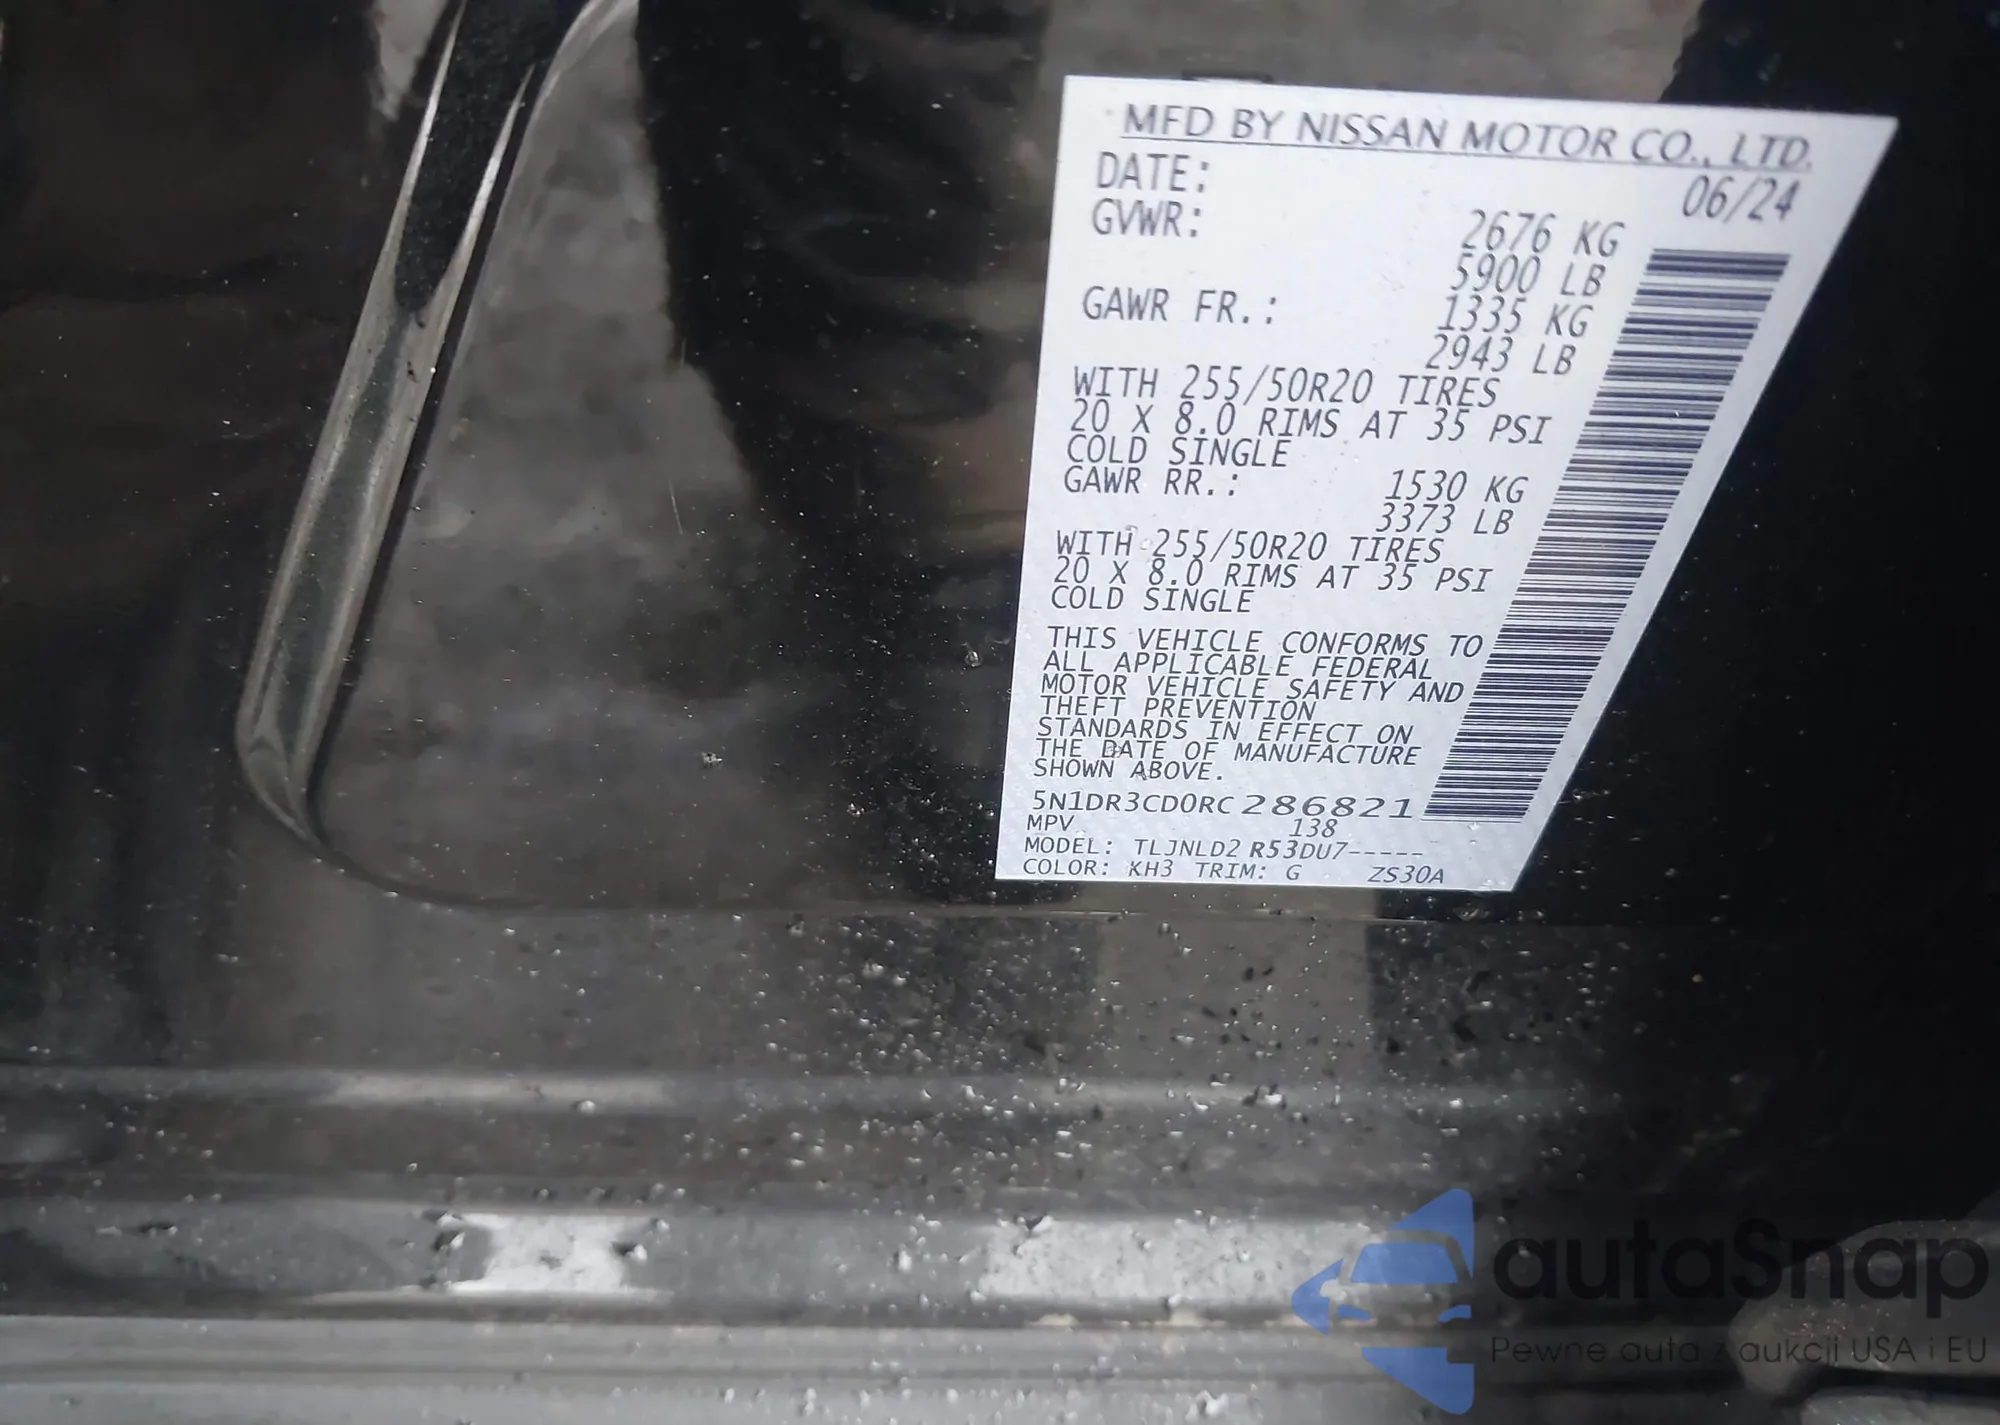 MFD BY NISSAN MOTOR CO., LTD.
DATE: 06/24
GVWR: 2676 KG
5900 LB
GAWR FR.: 1335 KG
2943 LB
WITH 255/50R20 TIRES
20 X 8.0 RIMS AT 35 PSI
COLD SINGLE
GAWR RR.: 1530 KG
3373 LB
WITH 255/50R20 TIRES
20 X 8.0 RIMS AT 35 PSI
COLD SINGLE
THIS VEHICLE CONFORMS TO
ALL APPLICABLE FEDERAL
MOTOR VEHICLE SAFETY AND
THEFT PREVENTION
STANDARDS IN EFFECT ON
THE DATE OF MANUFACTURE
SHOWN ABOVE.
5N1DR3CD0RC286821
MPV 138
MODEL: TLJNLD2 R53DU7-----
COLOR: KH3 TRIM: G ZS30A
autaSnap
Pewne auta z aukcji USA i EU